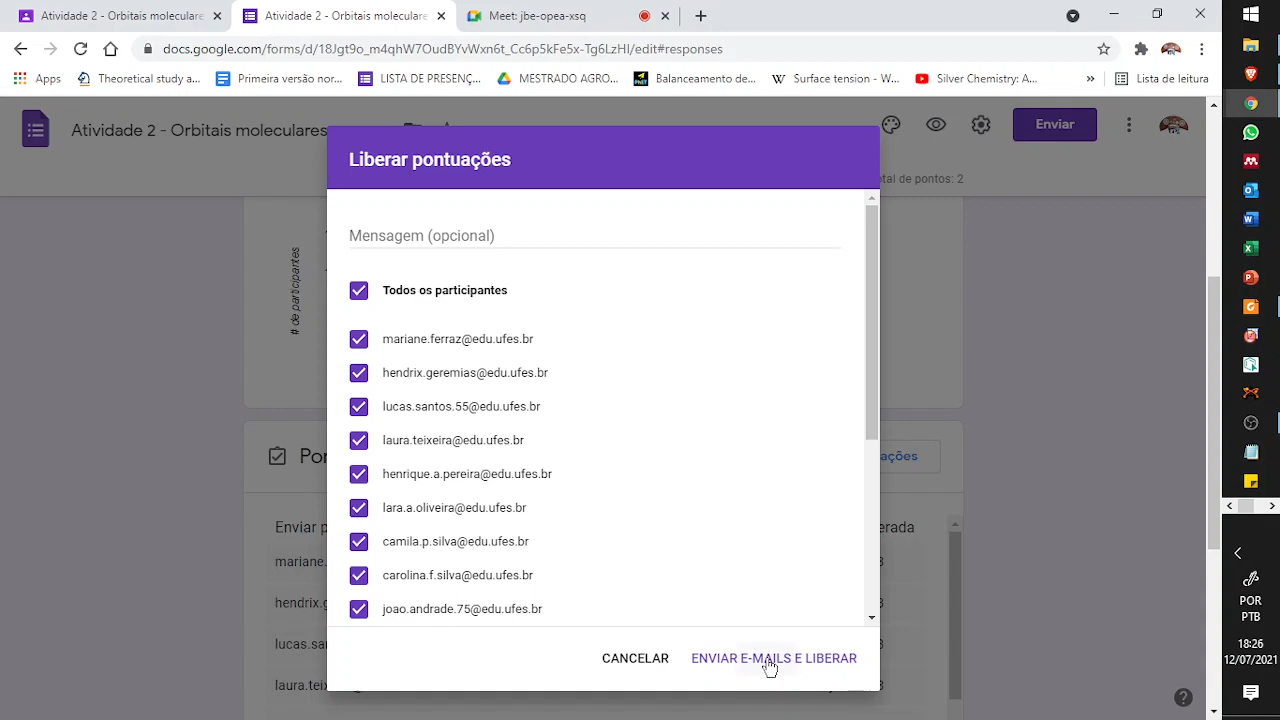 Atividade 2 - Orbitais moleculare
Atividade 2 - Orbitais moleculare
Meet: jbe-opea-xsq
docs.google.com/forms/d/18Jgt9o_m4qhW7OudBYvWxn6t_Cc6p5kFe5x-Tg6LzHI/edit#responses
Apps
Theoretical study a...
Primeira versão nor...
LISTA DE PRESENÇ...
MESTRADO AGRO...
Balanceamento de...
Surface tension - W...
Silver Chemistry: A...
»
Lista de leitura
Atividade 2 - Orbitais moleculares
Enviar
tal de pontos: 2
Liberar pontuações
Mensagem (opcional)
# de participantes
Todos os participantes
mariane.ferraz@edu.ufes.br
hendrix.geremias@edu.ufes.br
lucas.santos.55@edu.ufes.br
laura.teixeira@edu.ufes.br
Pon
ações
henrique.a.pereira@edu.ufes.br
lara.a.oliveira@edu.ufes.br
Enviar p
erada
camila.p.silva@edu.ufes.br
mariane.
3
carolina.f.silva@edu.ufes.br
hendrix.g
3
joao.andrade.75@edu.ufes.br
lucas.san
3
CANCELAR
ENVIAR E-MAILS E LIBERAR
laura.teix
3
POR
PTB
18:26
12/07/2021